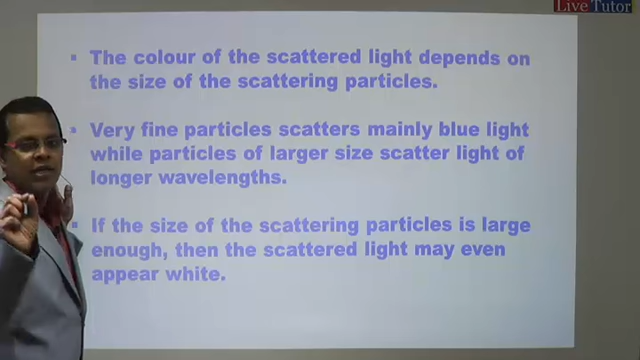 Live Tutor
The colour of the scattered light depends on
the size of the scattering particles.
Very fine particles scatters mainly blue light
while particles of larger size scatter light of
longer wavelengths.
If the size of the scattering particles is large
enough, then the scattered light may even
appear white.